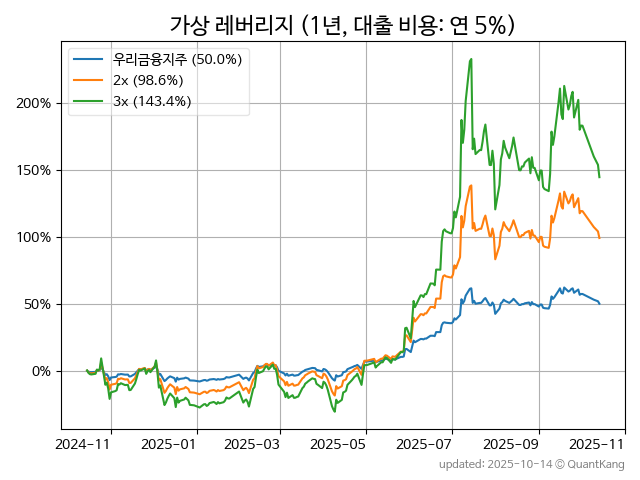 가상 레버리지 (1년, 대출 비용: 연 5%)
우리금융지주 (50.0%)
2x (98.6%)
3x (143.4%)
200%
150%
100%
50%
0%
2024-11 2025-01 2025-03 2025-05 2025-07 2025-09 2025-11
updated: 2025-10-14 © QuantKang